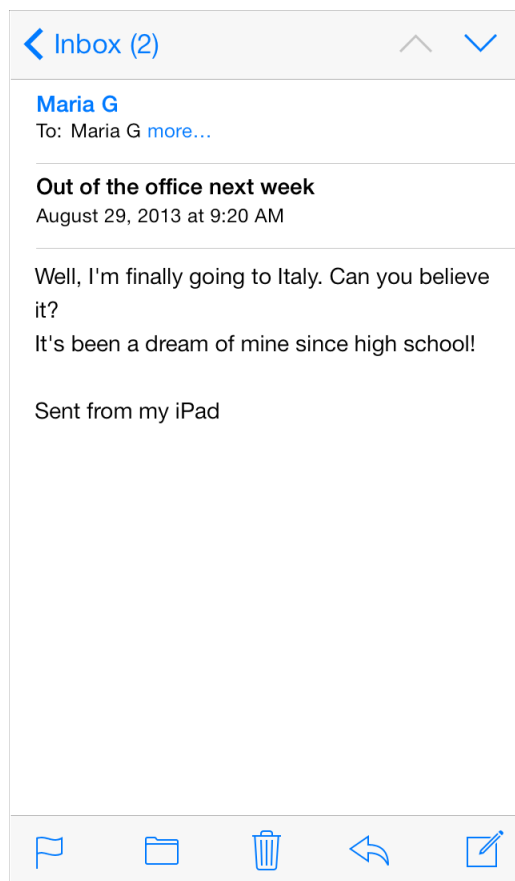 Inbox (2)
Maria G
To: Maria G more...
Out of the office next week
August 29, 2013 at 9:20 AM
Well, I'm finally going to Italy. Can you believe
it?
It's been a dream of mine since high school!
Sent from my iPad